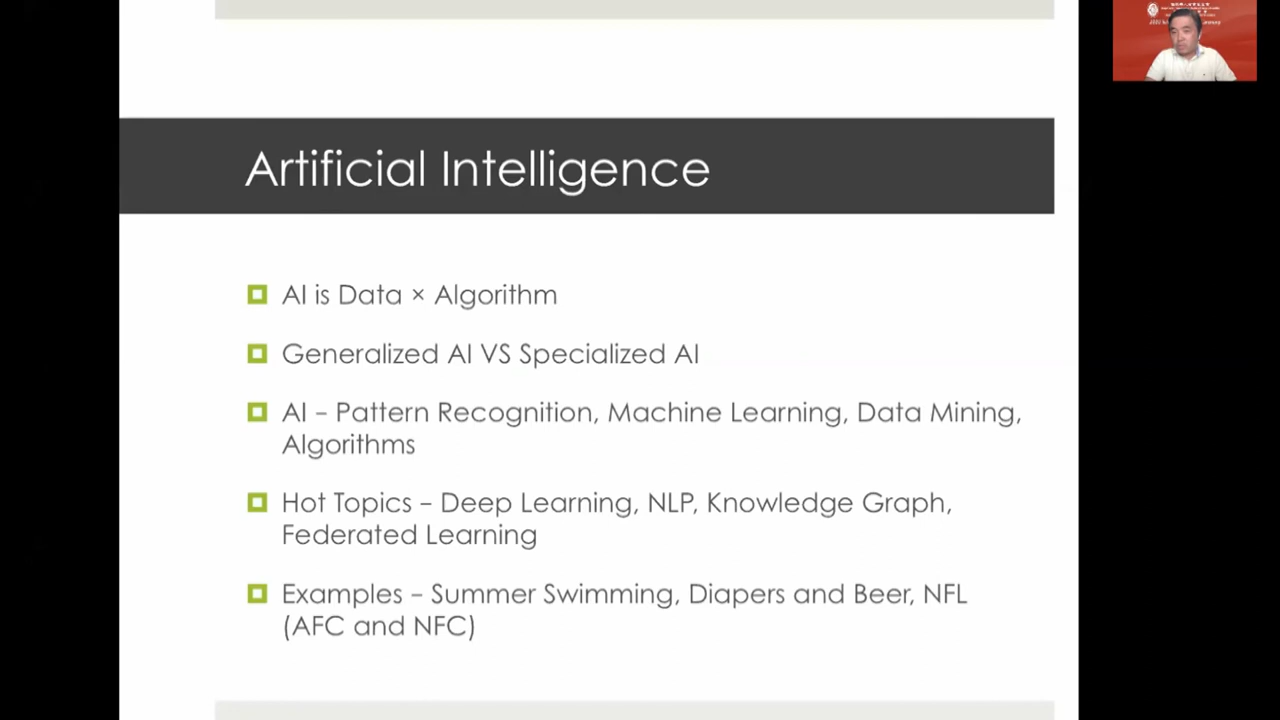 Artificial Intelligence
AI is Data × Algorithm
Generalized AI VS Specialized AI
AI – Pattern Recognition, Machine Learning, Data Mining,
Algorithms
Hot Topics – Deep Learning, NLP, Knowledge Graph,
Federated Learning
Examples – Summer Swimming, Diapers and Beer, NFL
(AFC and NFC)